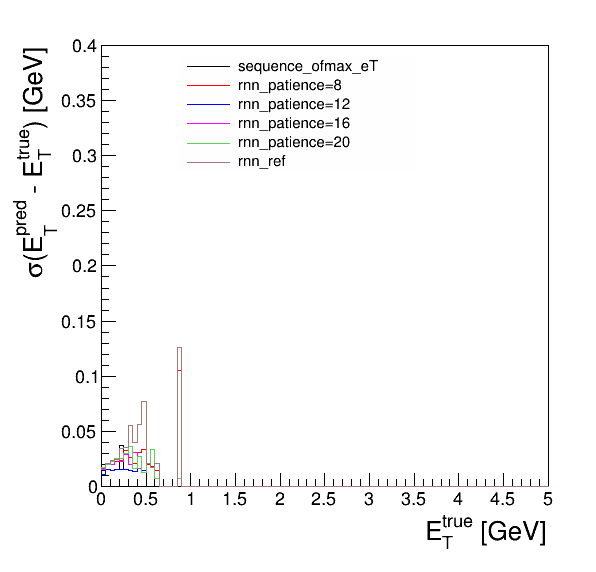 σ(E_T^pred - E_T^true) [GeV]
0.4
0.35
0.3
0.25
0.2
0.15
0.1
0.05
0
sequence_ofmax_eT
rnn_patience=8
rnn_patience=12
rnn_patience=16
rnn_patience=20
rnn_ref
0 0.5 1 1.5 2 2.5 3 3.5 4 4.5 5
E_T^true [GeV]